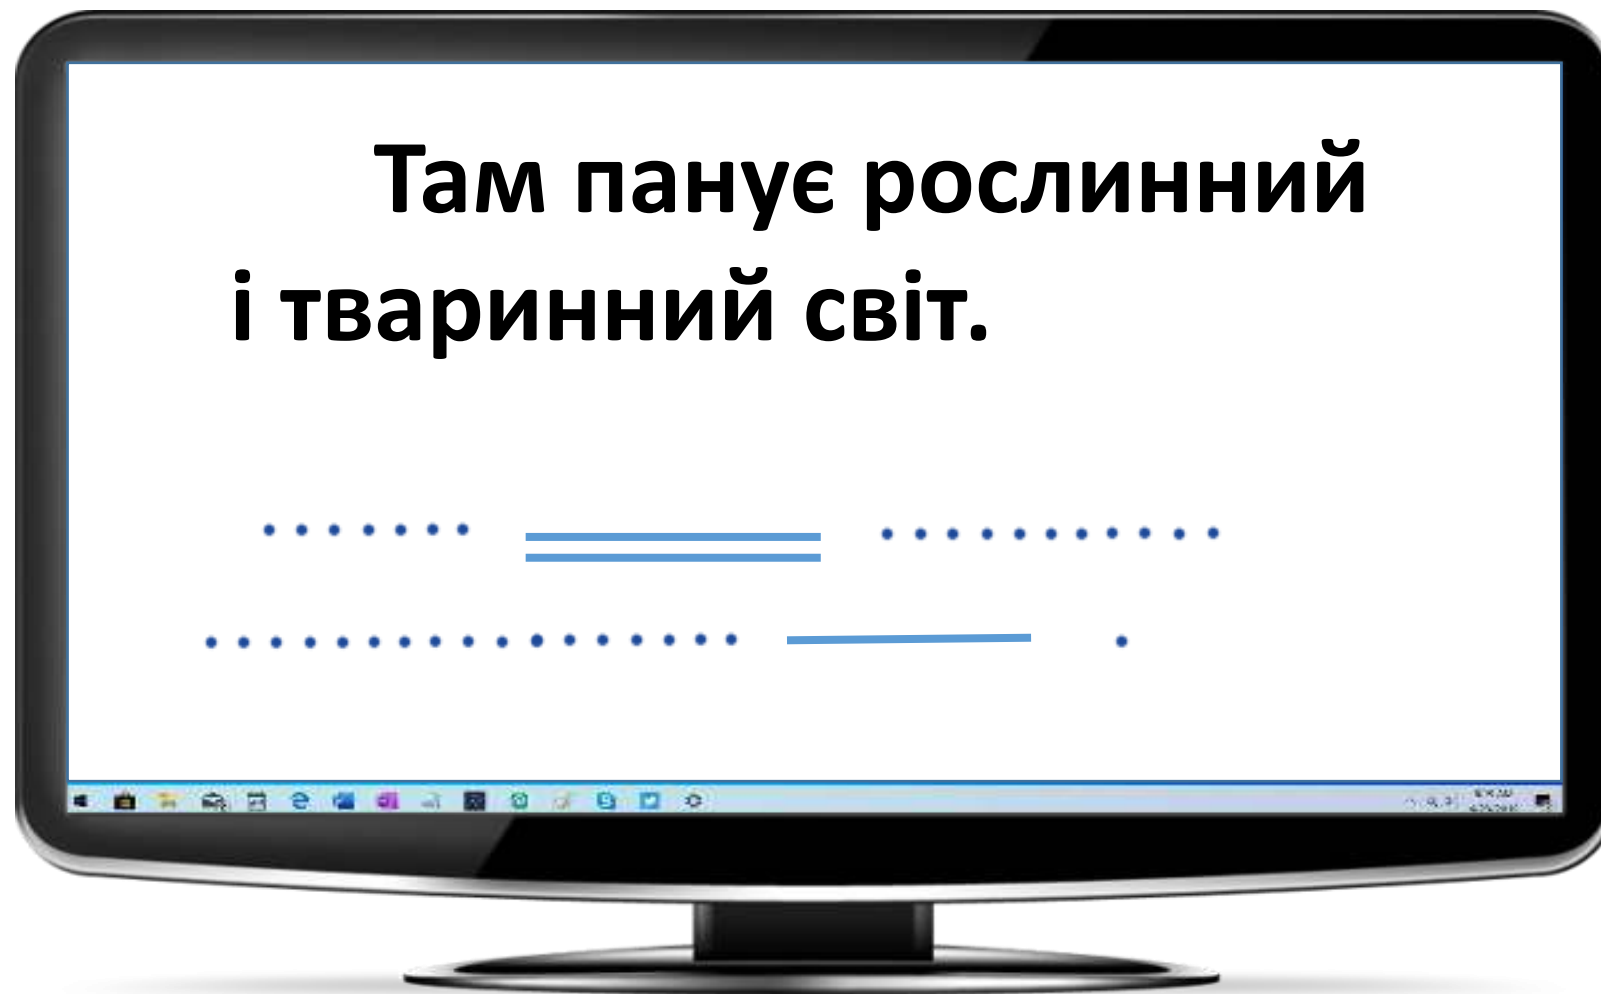 Там панує рослинний
і тваринний світ.